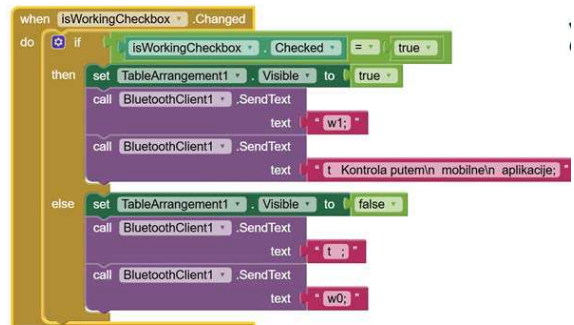 when isWorkingCheckbox .Changed
do if isWorkingCheckbox . Checked = true
then set TableArrangement1 . Visible to true
call BluetoothClient1 .SendText
text " w1; "
call BluetoothClient1 .SendText
text " t Kontrola putem\n mobilne\n aplikacije; "
else set TableArrangement1 . Visible to false
call BluetoothClient1 .SendText
text " t ; "
call BluetoothClient1 .SendText
text " w0; "